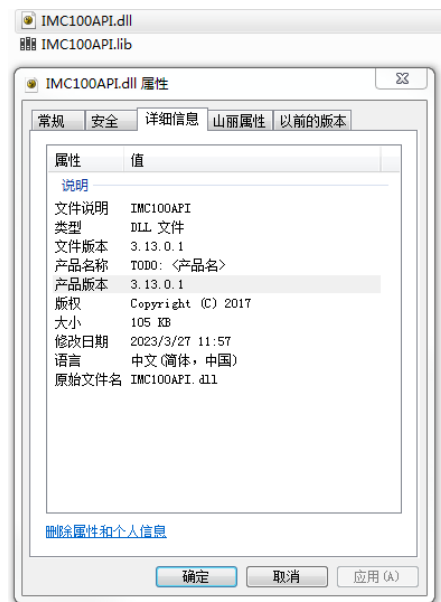 IMC100API.dll
IMC100API.lib
IMC100API.dll 属性
常规 安全 详细信息 山丽属性 以前的版本
属性 值
说明
文件说明 IMC100API
类型 DLL 文件
文件版本 3.13.0.1
产品名称 TODO: <产品名>
产品版本 3.13.0.1
版权 Copyright (C) 2017
大小 105 KB
修改日期 2023/3/27 11:57
语言 中文(简体，中国)
原始文件名 IMC100API.dll
删除属性和个人信息
确定 取消 应用(A)